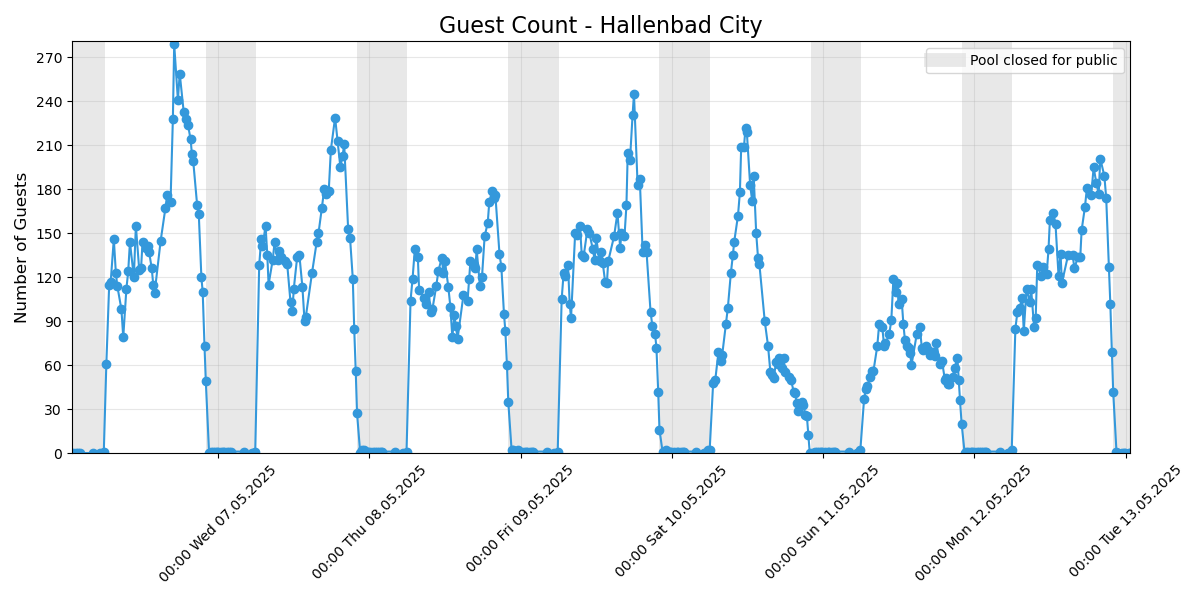 Guest Count - Hallenbad City
Pool closed for public
Number of Guests
270
240
210
180
150
120
90
60
30
0
00:00 Wed 07.05.2025
00:00 Thu 08.05.2025
00:00 Fri 09.05.2025
00:00 Sat 10.05.2025
00:00 Sun 11.05.2025
00:00 Mon 12.05.2025
00:00 Tue 13.05.2025